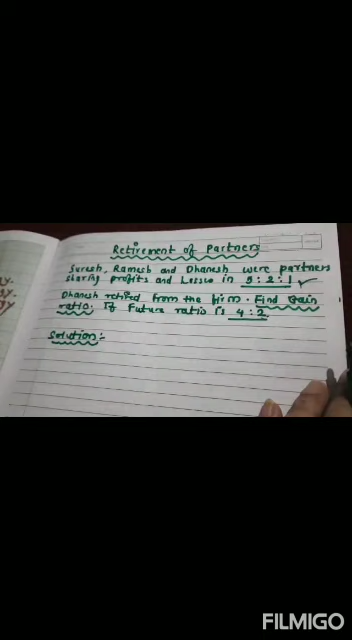 Retirement of Partners
Suresh, Ramesh and Dhanesh were partners
sharing profits and Losses in 5:2:1
Dhanesh retired from the firm. Find Gain
ratio. If Future ratio is 4:2
Solution:-
FILMIGO